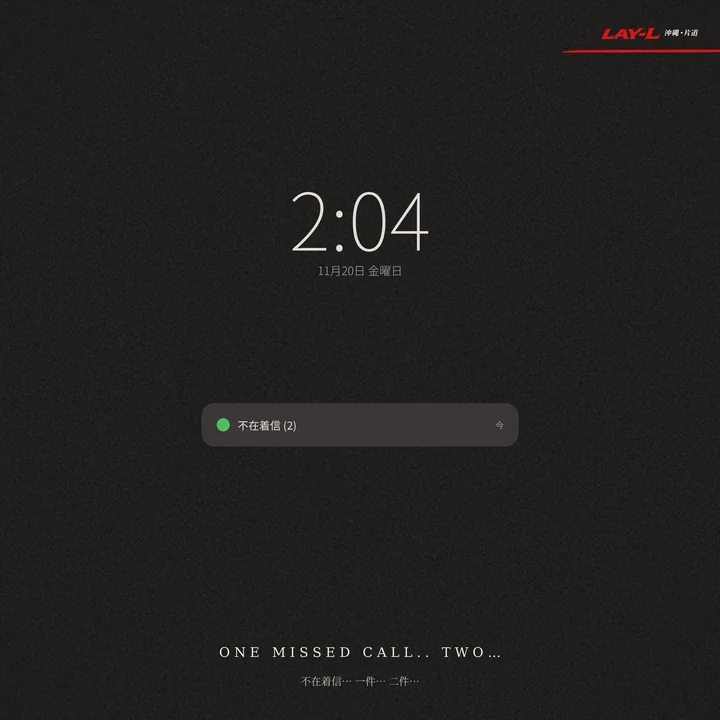 LAY-L 沖縄・片道
2:04
11月20日 金曜日
不在着信 (2) 今
ONE MISSED CALL.. TWO...
不在着信… 一件… 二件…